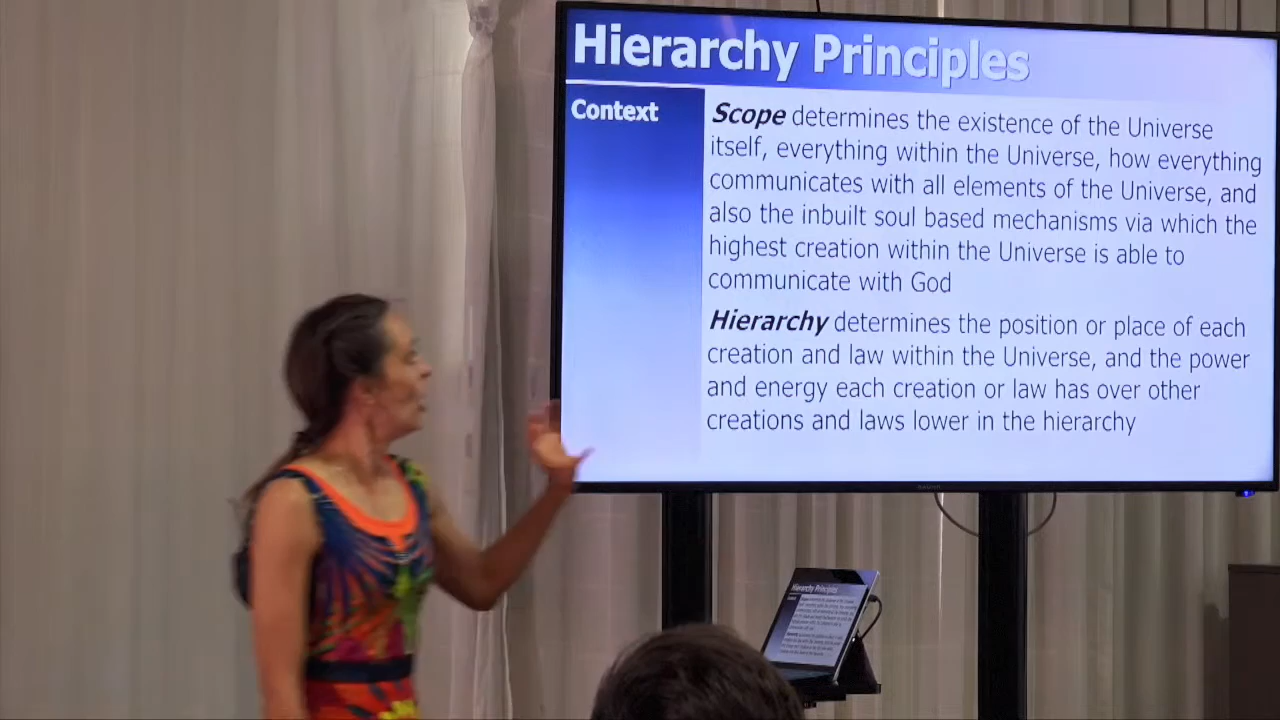 Hierarchy Principles
Context
Scope determines the existence of the Universe
itself, everything within the Universe, how everything
communicates with all elements of the Universe, and
also the inbuilt soul based mechanisms via which the
highest creation within the Universe is able to
communicate with God
Hierarchy determines the position or place of each
creation and law within the Universe, and the power
and energy each creation or law has over other
creations and laws lower in the hierarchy
Hierarchy Principles